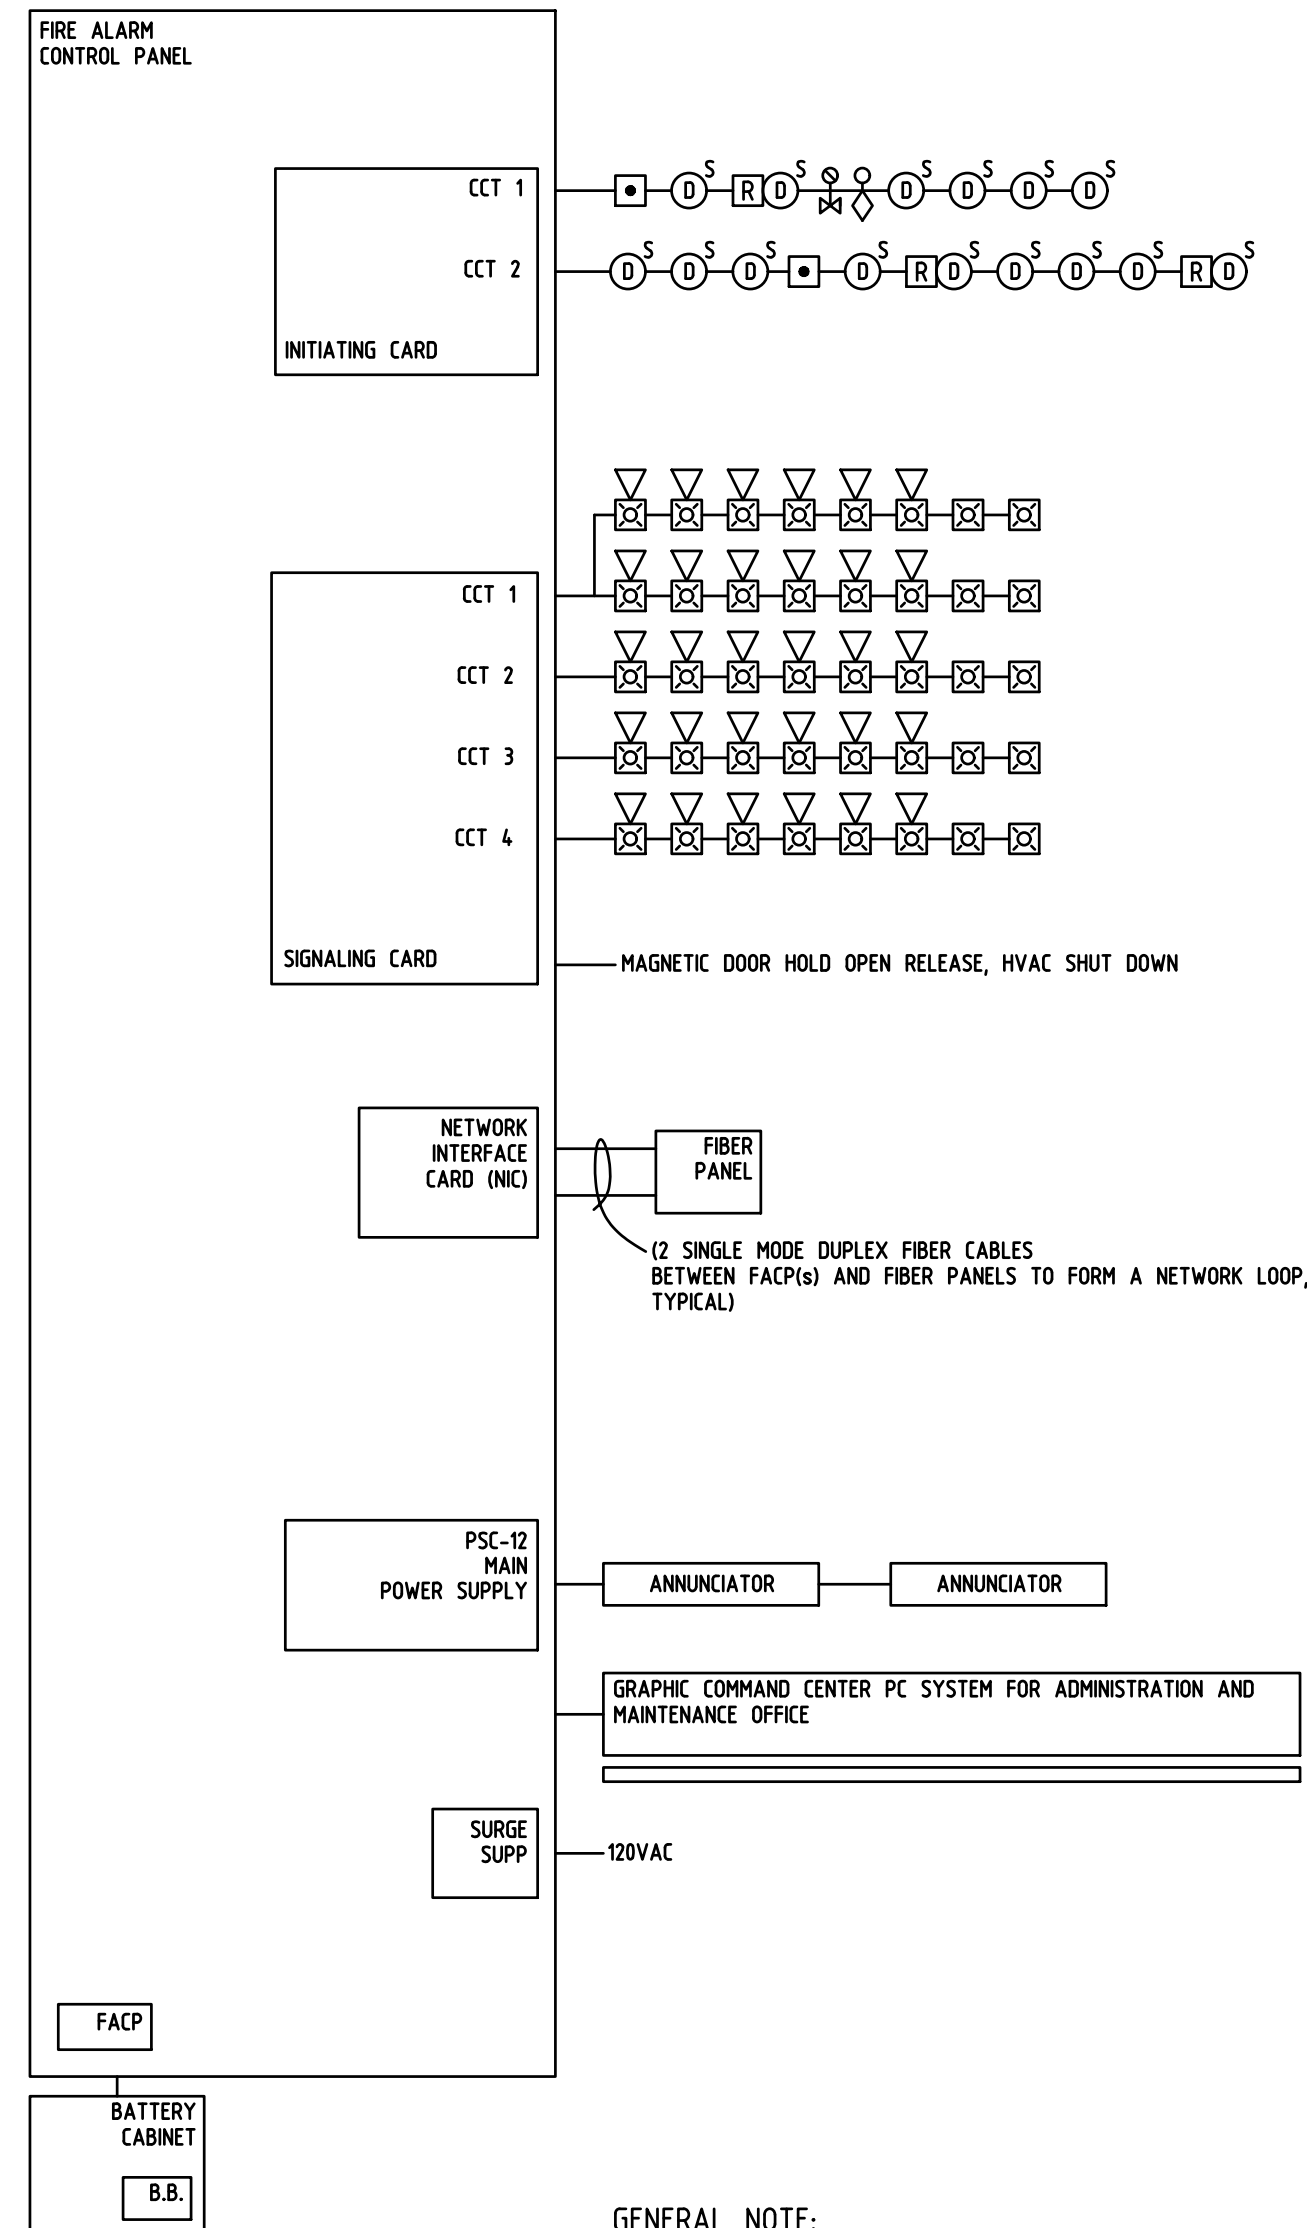 FIRE ALARM
CONTROL PANEL
CCT 1
D S R D S D S D S D S D S
CCT 2
D S D S D S D S R D S D S D S D S R D S
INITIATING CARD
CCT 1
CCT 2
CCT 3
CCT 4
SIGNALING CARD
MAGNETIC DOOR HOLD OPEN RELEASE, HVAC SHUT DOWN
NETWORK
INTERFACE
CARD (NIC)
FIBER
PANEL
(2 SINGLE MODE DUPLEX FIBER CABLES
BETWEEN FACP(s) AND FIBER PANELS TO FORM A NETWORK LOOP,
TYPICAL)
PSC-12
MAIN
POWER SUPPLY
ANNUNCIATOR
ANNUNCIATOR
GRAPHIC COMMAND CENTER PC SYSTEM FOR ADMINISTRATION AND
MAINTENANCE OFFICE
SURGE
SUPP
120VAC
FACP
BATTERY
CABINET
B.B.
GENERAL NOTE: